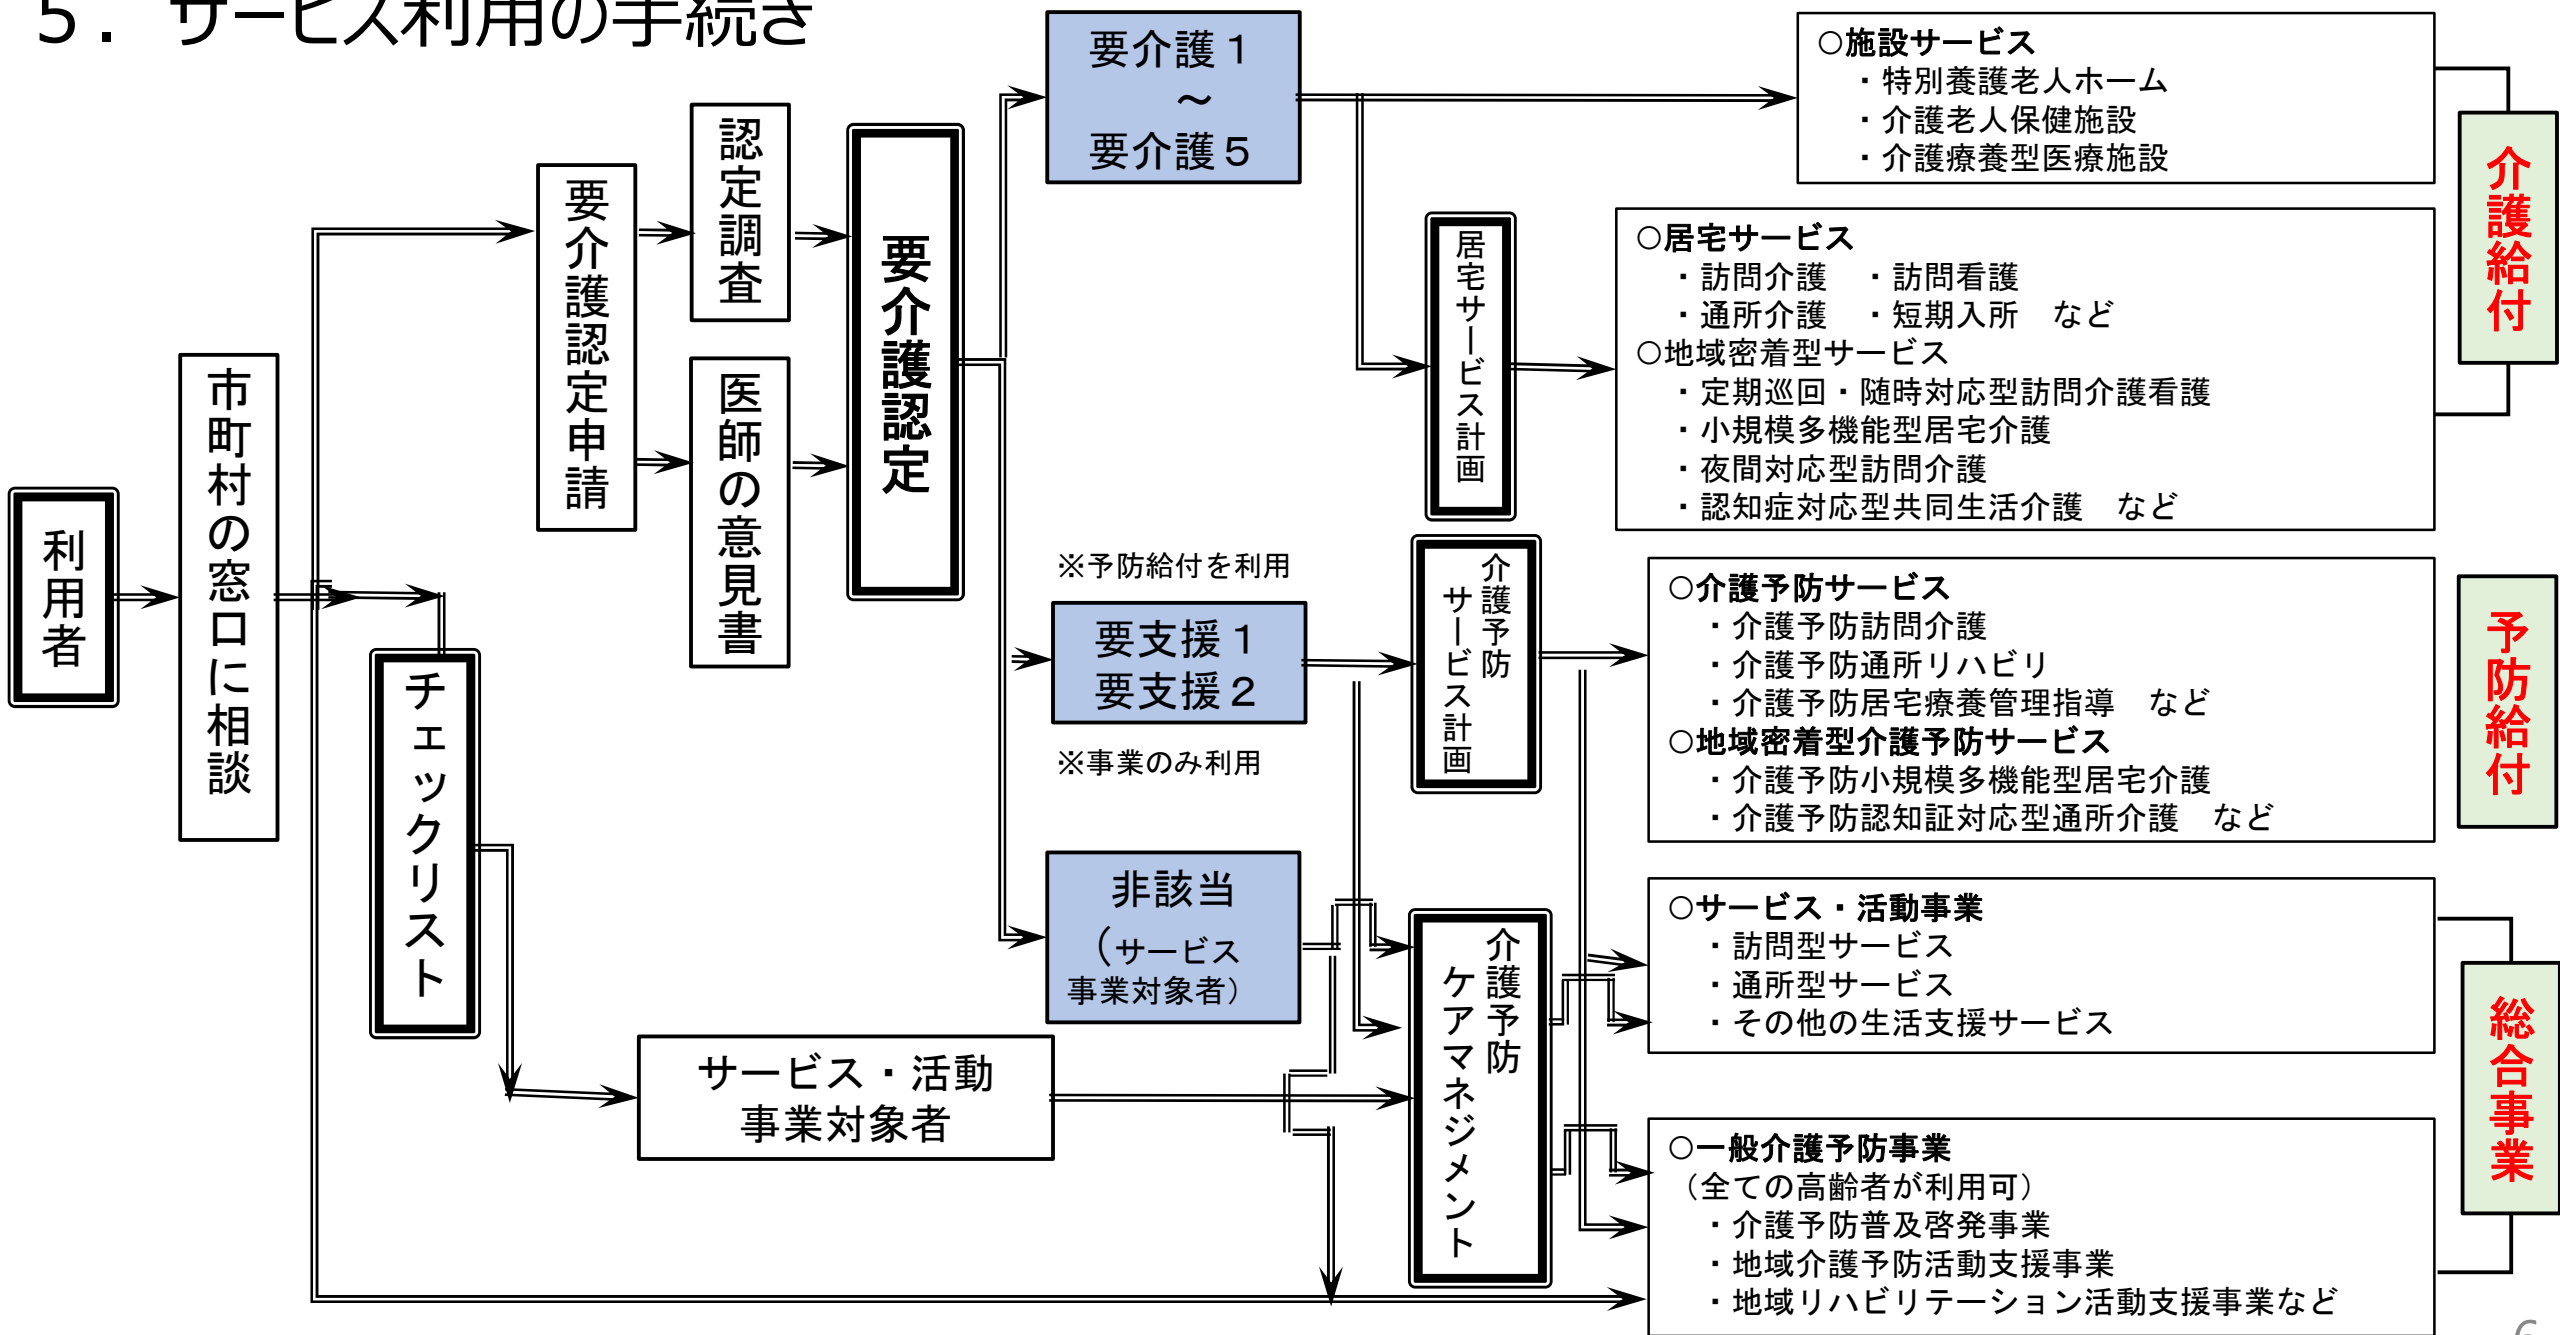 ５．サービス利用の手続き
利用者
市町村の窓口に相談
チェックリスト
要介護認定申請
認定調査
医師の意見書
要介護認定
要介護１
～
要介護５
※予防給付を利用
要支援１
要支援２
※事業のみ利用
非該当
（サービス
事業対象者）
サービス・活動
事業対象者
居宅サービス計画
介護予防
サービス計画
介護予防
ケアマネジメント
○施設サービス
・特別養護老人ホーム
・介護老人保健施設
・介護療養型医療施設
○居宅サービス
・訪問介護　・訪問看護
・通所介護　・短期入所　など
○地域密着型サービス
・定期巡回・随時対応型訪問介護看護
・小規模多機能型居宅介護
・夜間対応型訪問介護
・認知症対応型共同生活介護　など
○介護予防サービス
・介護予防訪問介護
・介護予防通所リハビリ
・介護予防居宅療養管理指導　など
○地域密着型介護予防サービス
・介護予防小規模多機能型居宅介護
・介護予防認知証対応型通所介護　など
○サービス・活動事業
・訪問型サービス
・通所型サービス
・その他の生活支援サービス
○一般介護予防事業
（全ての高齢者が利用可）
・介護予防普及啓発事業
・地域介護予防活動支援事業
・地域リハビリテーション活動支援事業など
介護給付
予防給付
総合事業